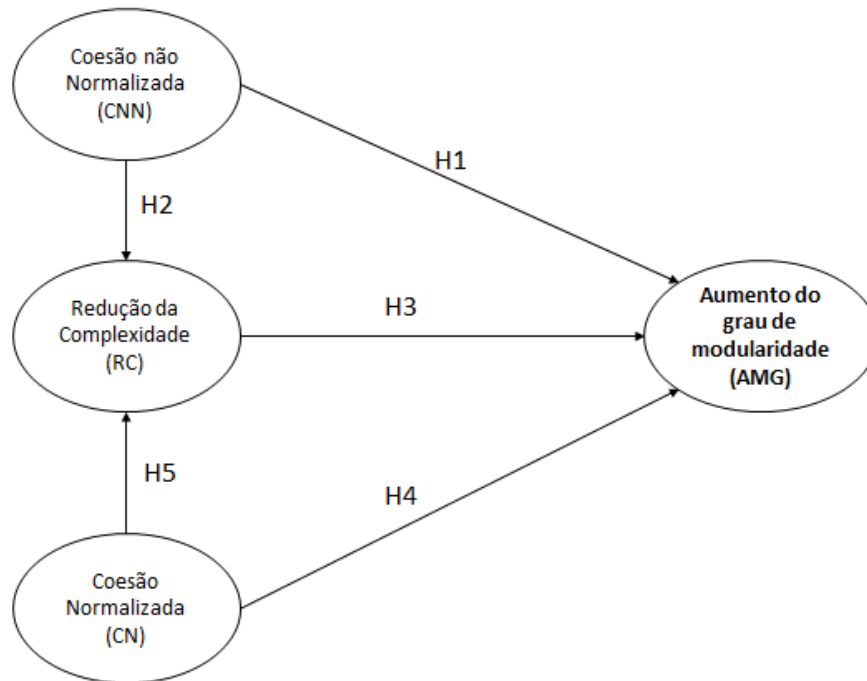 Coesão não
Normalizada
(CNN)
H1
H2
Redução da
Complexidade
(RC)
H3
Aumento do
grau de
modularidade
(AMG)
H5
H4
Coesão
Normalizada
(CN)